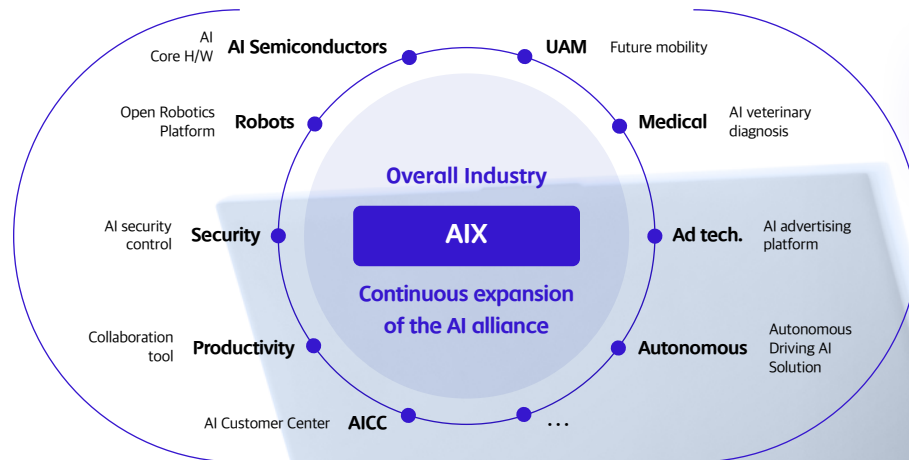 AI
Core H/W
AI Semiconductors
UAM
Future mobility
Open Robotics
Platform
Robots
Medical
AI veterinary
diagnosis
Overall Industry
AI security
control
Security
AIX
Ad tech.
AI advertising
platform
Continuous expansion
of the AI alliance
Collaboration
tool
Productivity
Autonomous
Autonomous
Driving AI
Solution
AI Customer Center
AICC
...